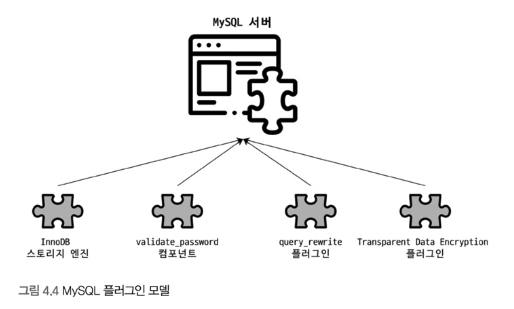 MySQL 서버
InnoDB
스토리지 엔진
validate_password
컴포넌트
query_rewrite
플러그인
Transparent Data Encryption
플러그인
그림 4.4 MySQL 플러그인 모델